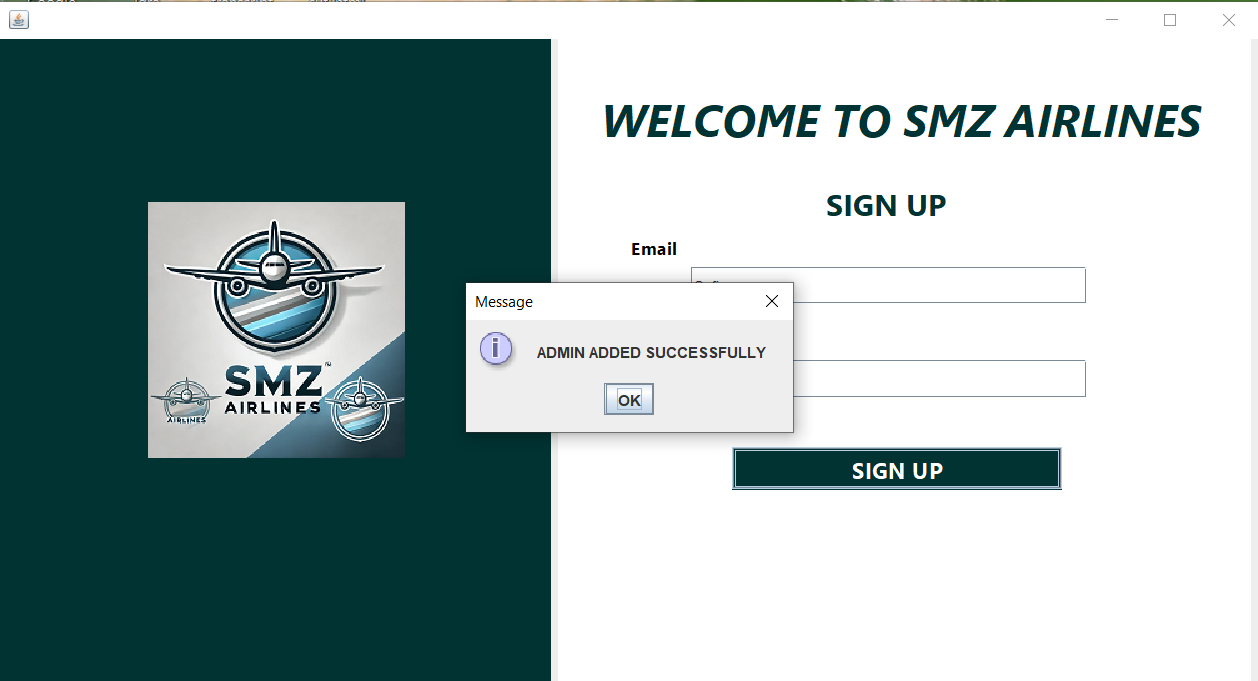 WELCOME TO SMZ AIRLINES
SIGN UP
Email
Message
ADMIN ADDED SUCCESSFULLY
OK
SIGN UP
SMZ
AIRLINES
AIRLINES